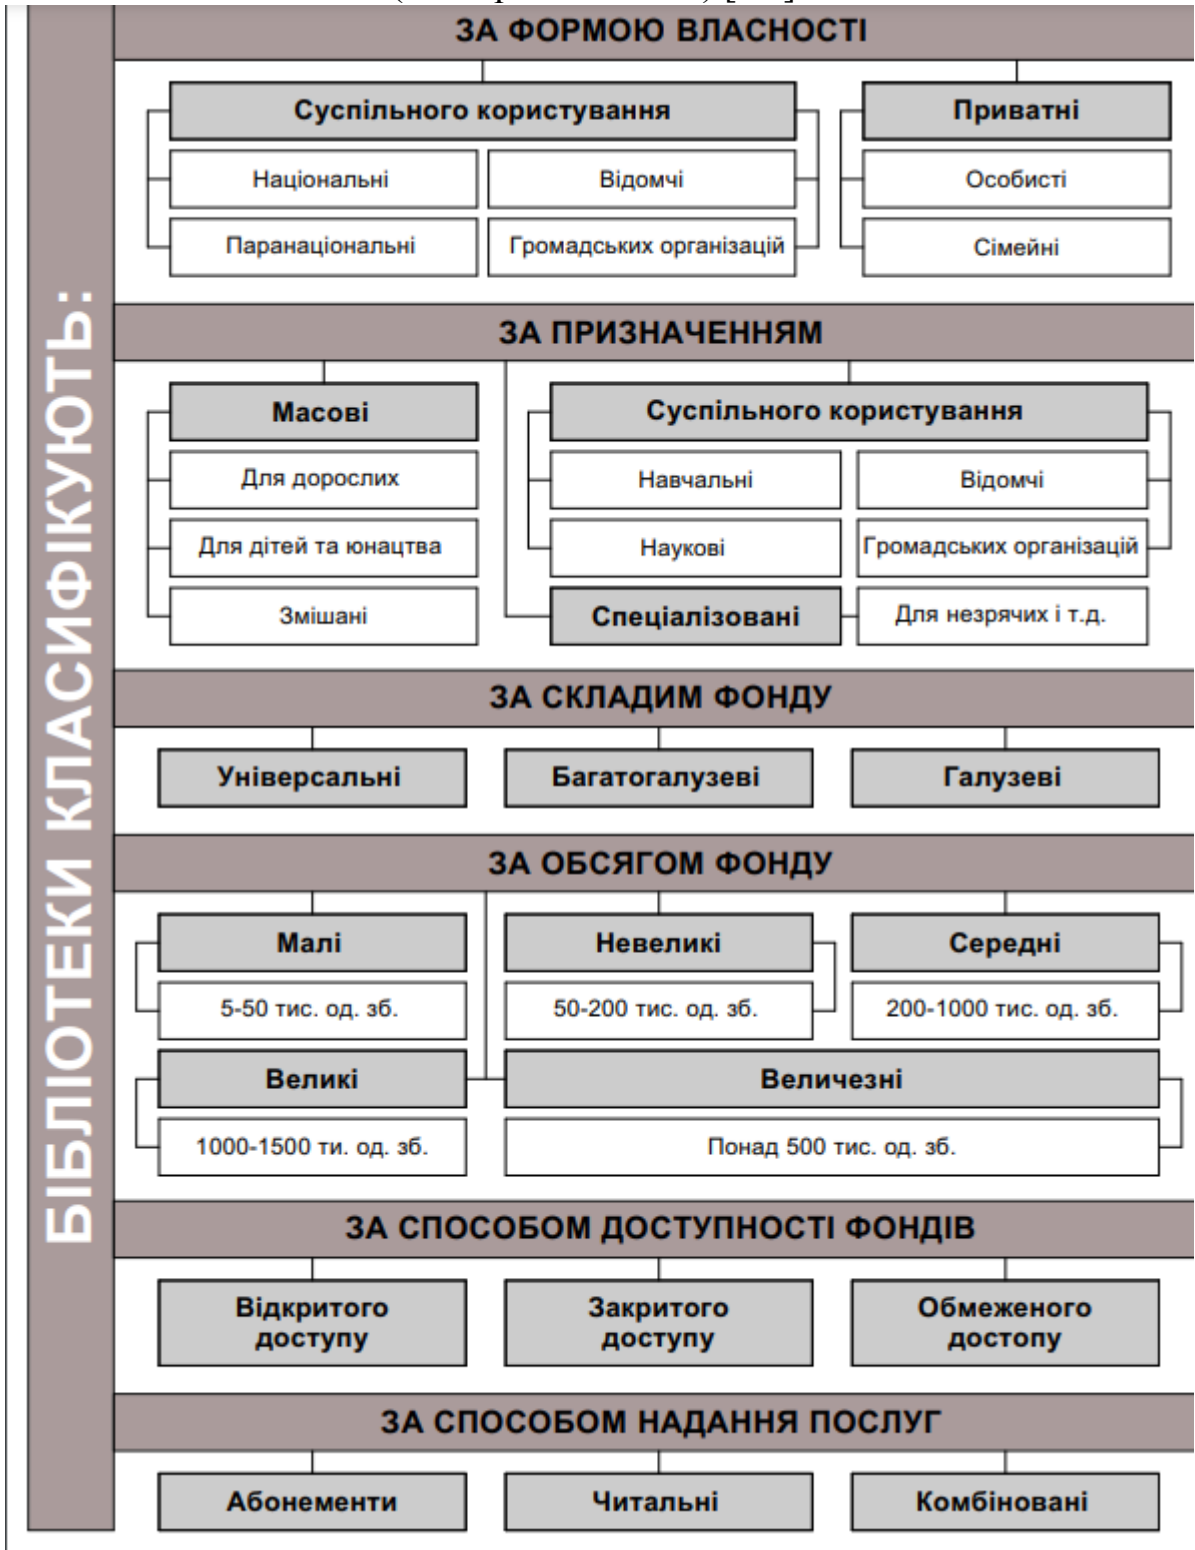 БІБЛІОТЕКИ КЛАСИФІКУЮТЬ:
ЗА ФОРМОЮ ВЛАСНОСТІ
Суспільного користування
Приватні
Національні
Відомчі
Особисті
Паранаціональні
Громадських організацій
Сімейні
ЗА ПРИЗНАЧЕННЯМ
Масові
Суспільного користування
Для дорослих
Навчальні
Відомчі
Для дітей та юнацтва
Наукові
Громадських організацій
Змішані
Спеціалізовані
Для незрячих і т.д.
ЗА СКЛАДИМ ФОНДУ
Універсальні
Багатогалузеві
Галузеві
ЗА ОБСЯГОМ ФОНДУ
Малі
Невеликі
Середні
5-50 тис. од. зб.
50-200 тис. од. зб.
200-1000 тис. од. зб.
Великі
Величезні
1000-1500 ти. од. зб.
Понад 500 тис. од. зб.
ЗА СПОСОБОМ ДОСТУПНОСТІ ФОНДІВ
Відкритого
доступу
Закритого
доступу
Обмеженого
достопу
ЗА СПОСОБОМ НАДАННЯ ПОСЛУГ
Абонементи
Читальні
Комбіновані